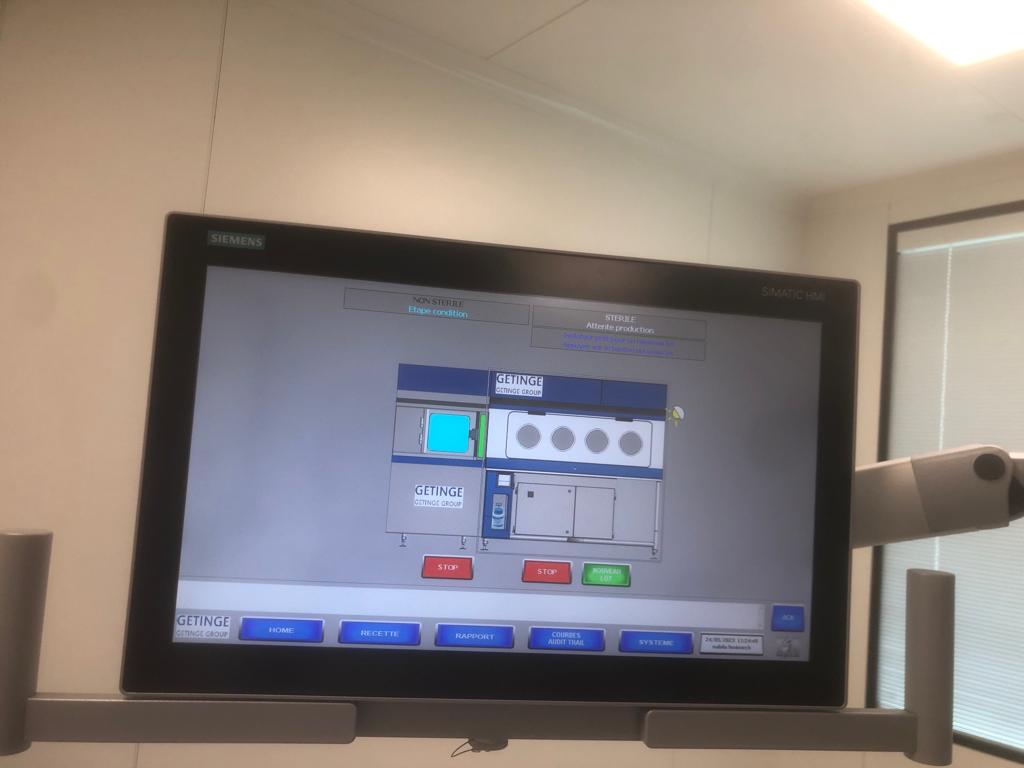 SIEMENS
SIMATIC HMI
NON STERILE
Etape condition
STERILE
Attente production
GETINGE
GETINGE GROUP
GETINGE
GETINGE GROUP
STOP
STOP
NOUVEAU
LOT
GETINGE
GETINGE GROUP
HOME
RECETTE
RAPPORT
COURBES
AUDIT TRAIL
SYSTEME
ACK